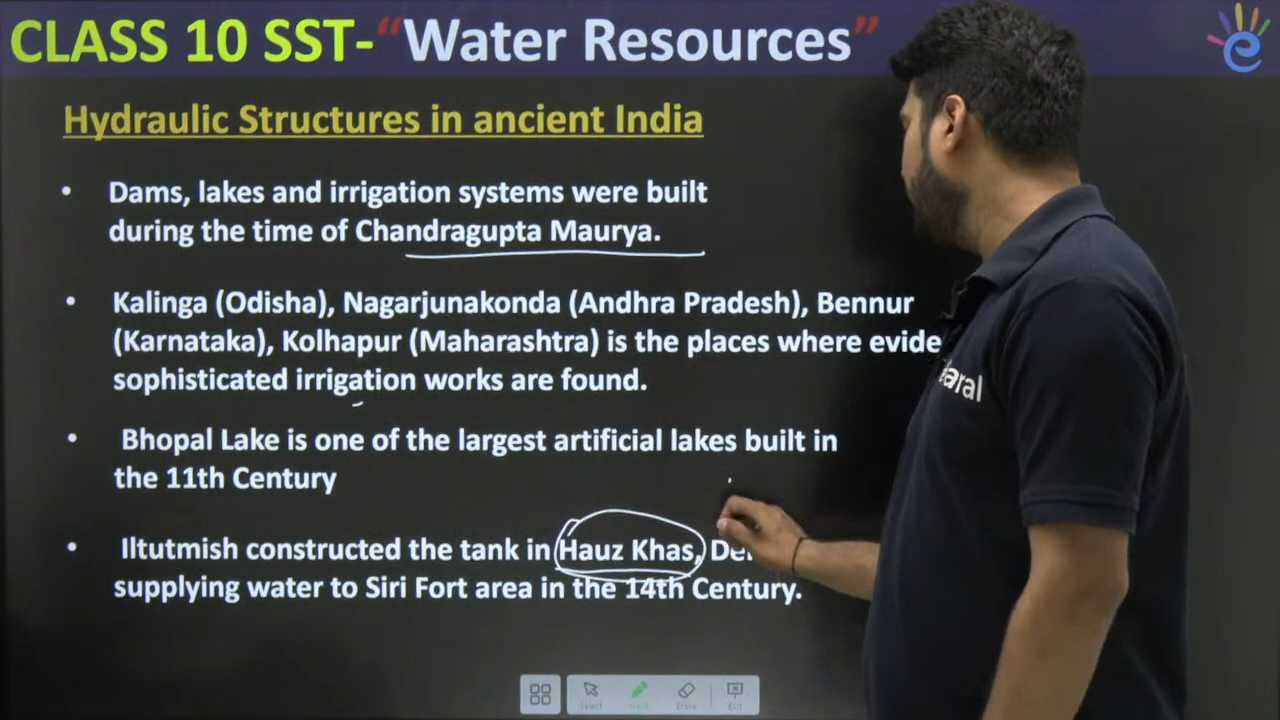 CLASS 10 SST-"Water Resources"
Hydraulic Structures in ancient India
• Dams, lakes and irrigation systems were built
during the time of Chandragupta Maurya.
• Kalinga (Odisha), Nagarjunakonda (Andhra Pradesh), Bennur
(Karnataka), Kolhapur (Maharashtra) is the places where evide
sophisticated irrigation works are found.
• Bhopal Lake is one of the largest artificial lakes built in
the 11th Century
• Iltutmish constructed the tank in Hauz Khas,
supplying water to Siri Fort area in the 14th Century.
Select
Erase
Exit